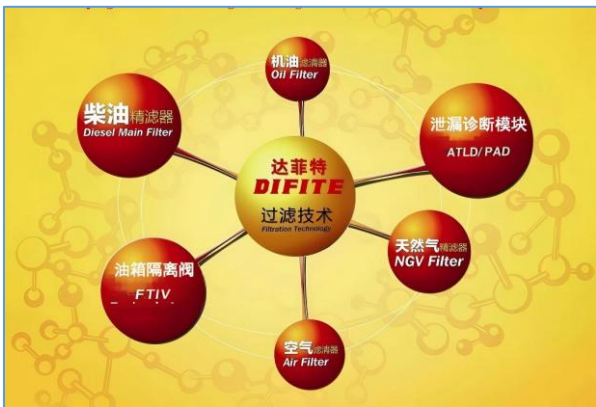 机油滤清器
Oil Filter
柴油精滤器
Diesel Main Filter
泄漏诊断模块
ATLD/PAD
达菲特
DIFITE
过滤技术
Filtration Technology
天然气精滤器
NGV Filter
油箱隔离阀
FTIV
空气滤清器
Air Filter